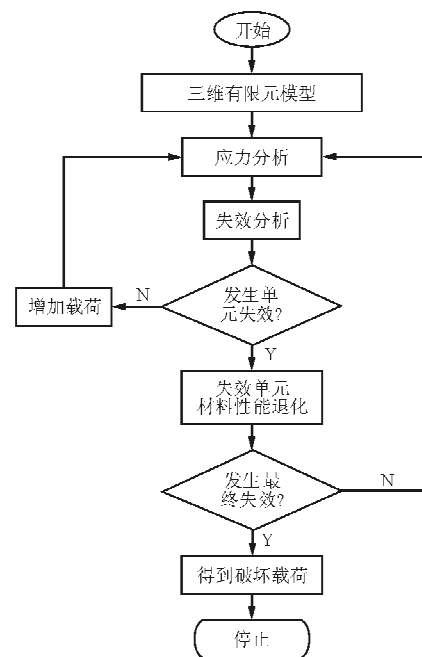 开始
三维有限元模型
应力分析
失效分析
增加载荷
N
发生单
元失效?
Y
失效单元
材料性能退化
发生最
终失效?
N
Y
得到破坏载荷
停止